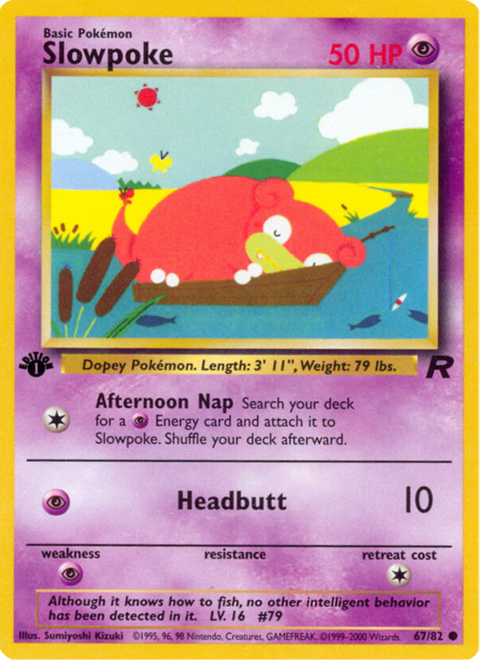 Basic Pokémon
Slowpoke 50 HP
EDITION
1
Dopey Pokémon. Length: 3' 11", Weight: 79 lbs.
R
Afternoon Nap Search your deck
for a Energy card and attach it to
Slowpoke. Shuffle your deck afterward.
Headbutt 10
weakness resistance retreat cost
Although it knows how to fish, no other intelligent behavior
has been detected in it. LV. 16 #79
Illus. Sumiyoshi Kizuki ©1995, 96, 98 Nintendo, Creatures, GAMEFREAK. ©1999-2000 Wizards. 67/82